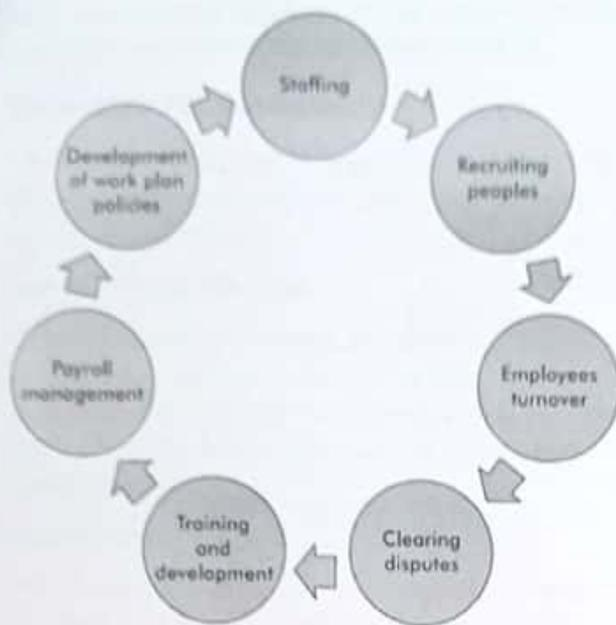 Staffing
Recruiting
peoples
Employees
turnover
Clearing
disputes
Training
and
development
Payroll
management
Development
of work plan
policies